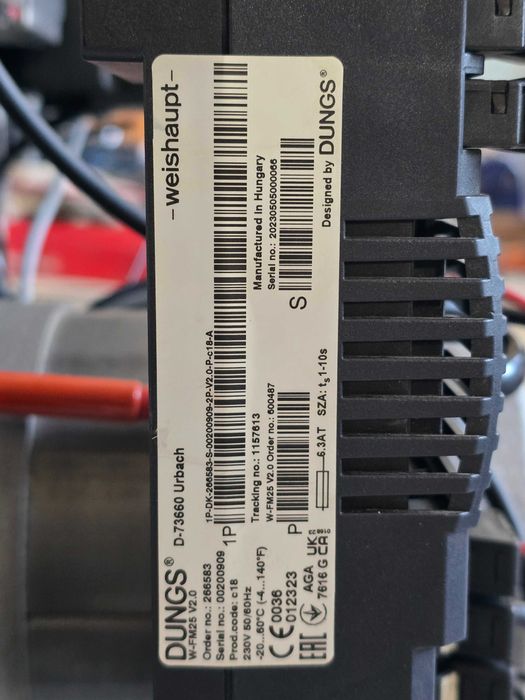 DUNGS® D-73660 Urbach -weishaupt-
W-FM25 V2.0
Order no.: 266583
Serial no.: 00200909
Prod.code: c18
230V 50/60Hz
-20...60°C (-4...140°F)
CE 0036
012323
EAC AGA UKCA
7616 G
1P-DK-266583-S-00200909-2P-V2.0-P-c18-A
1P
Tracking no.: 1157613
W-FM25 V2.0 Order no.: 600487
P
6.3AT SZA: ts 1-10s
Manufactured in Hungary
Serial no.: 20230505000066
S
Designed by DUNGS®